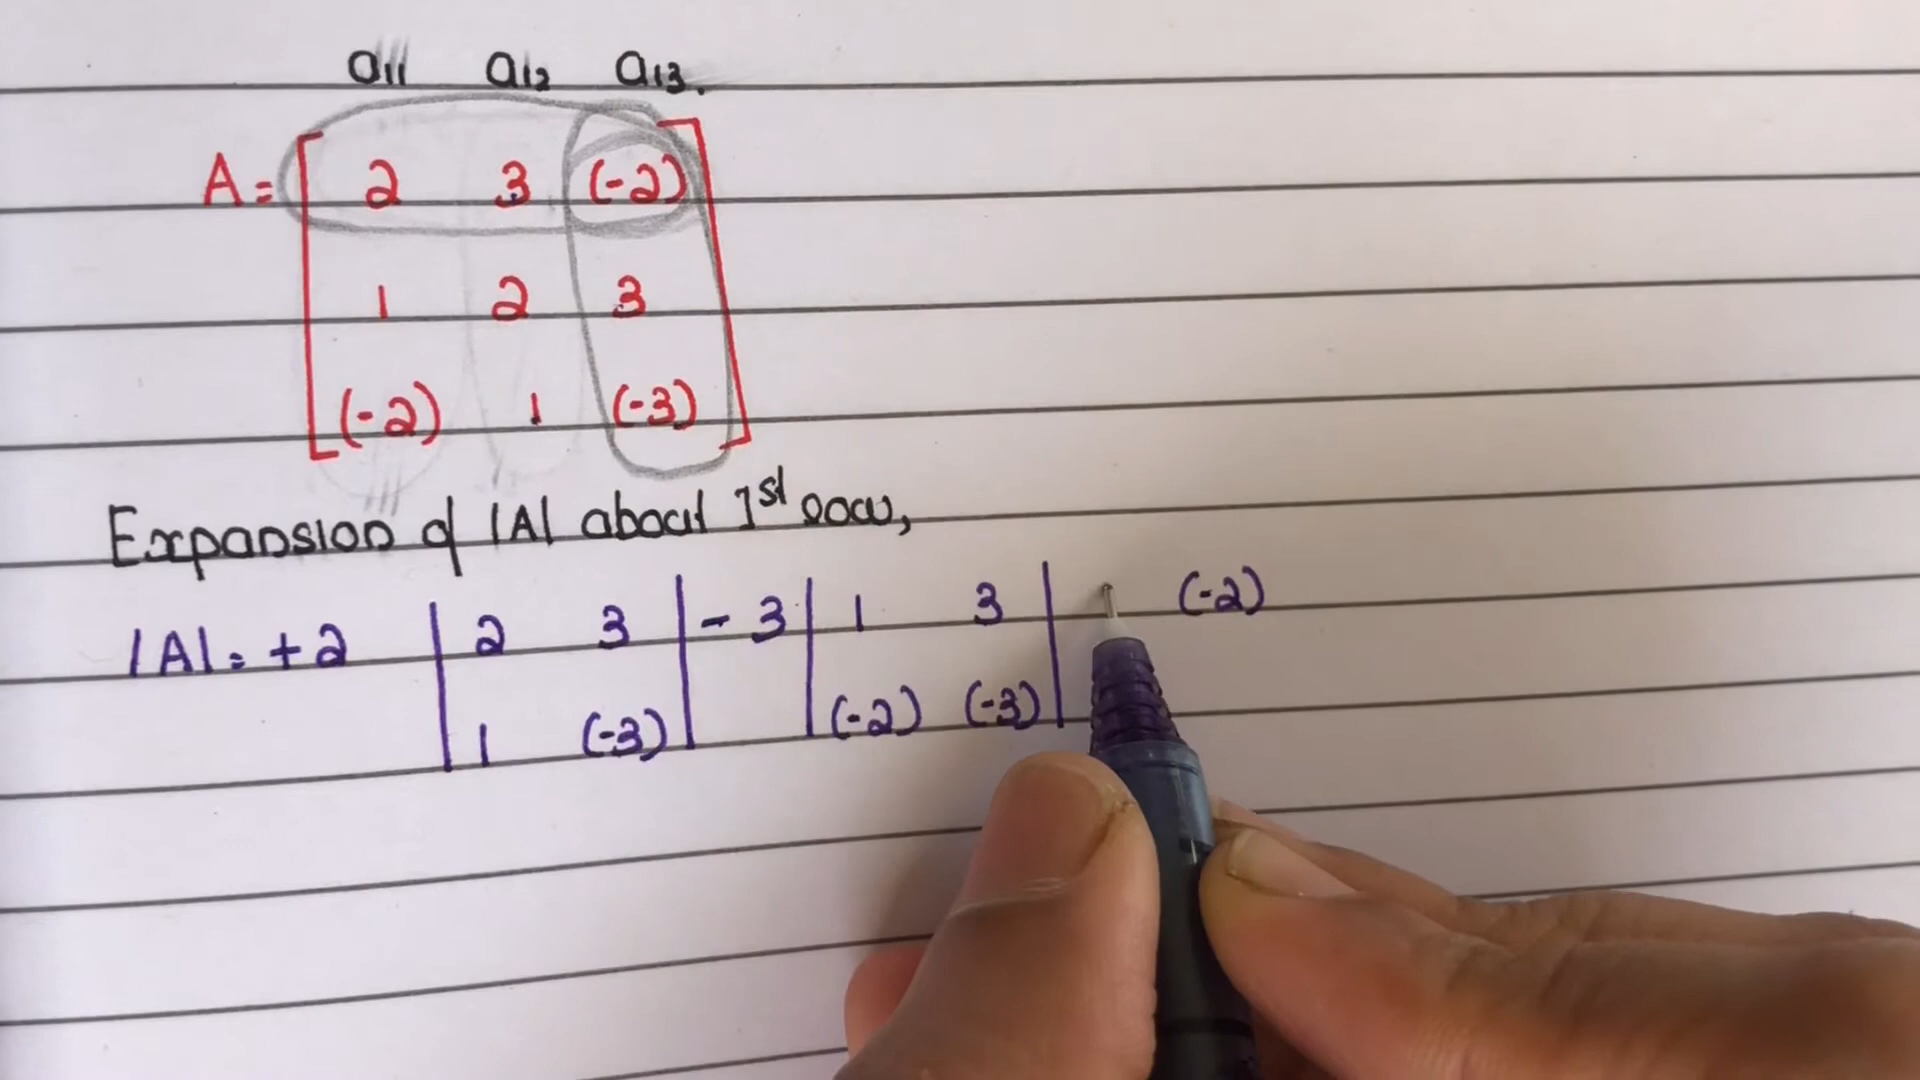 a11 a12 a13.
A= [ 2 3 (-2)
1 2 3
(-2) 1 (-3) ]
Expansion of |A| about 1st row,
|A|= +2 | 2 3 | - 3 | 1 3 | (-2)
| 1 (-3) | | (-2) (-3) |